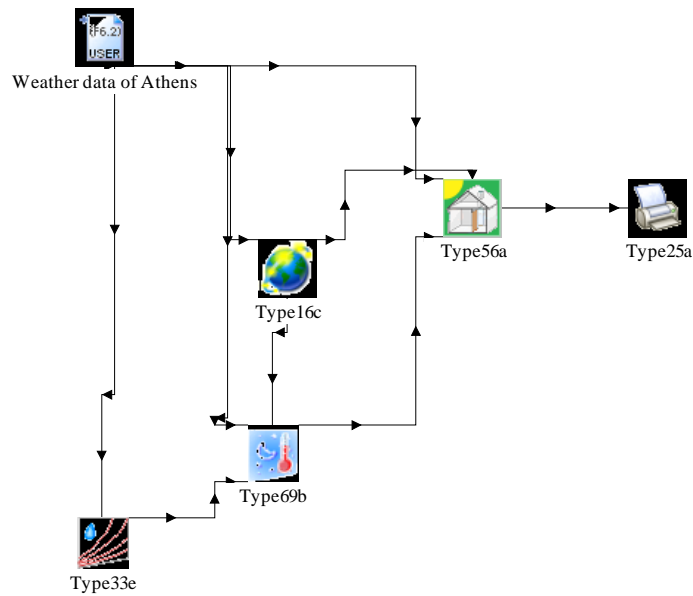 (F6.2)
USER
Weather data of Athens
Type56a
Type25a
Type16c
Type69b
Type33e